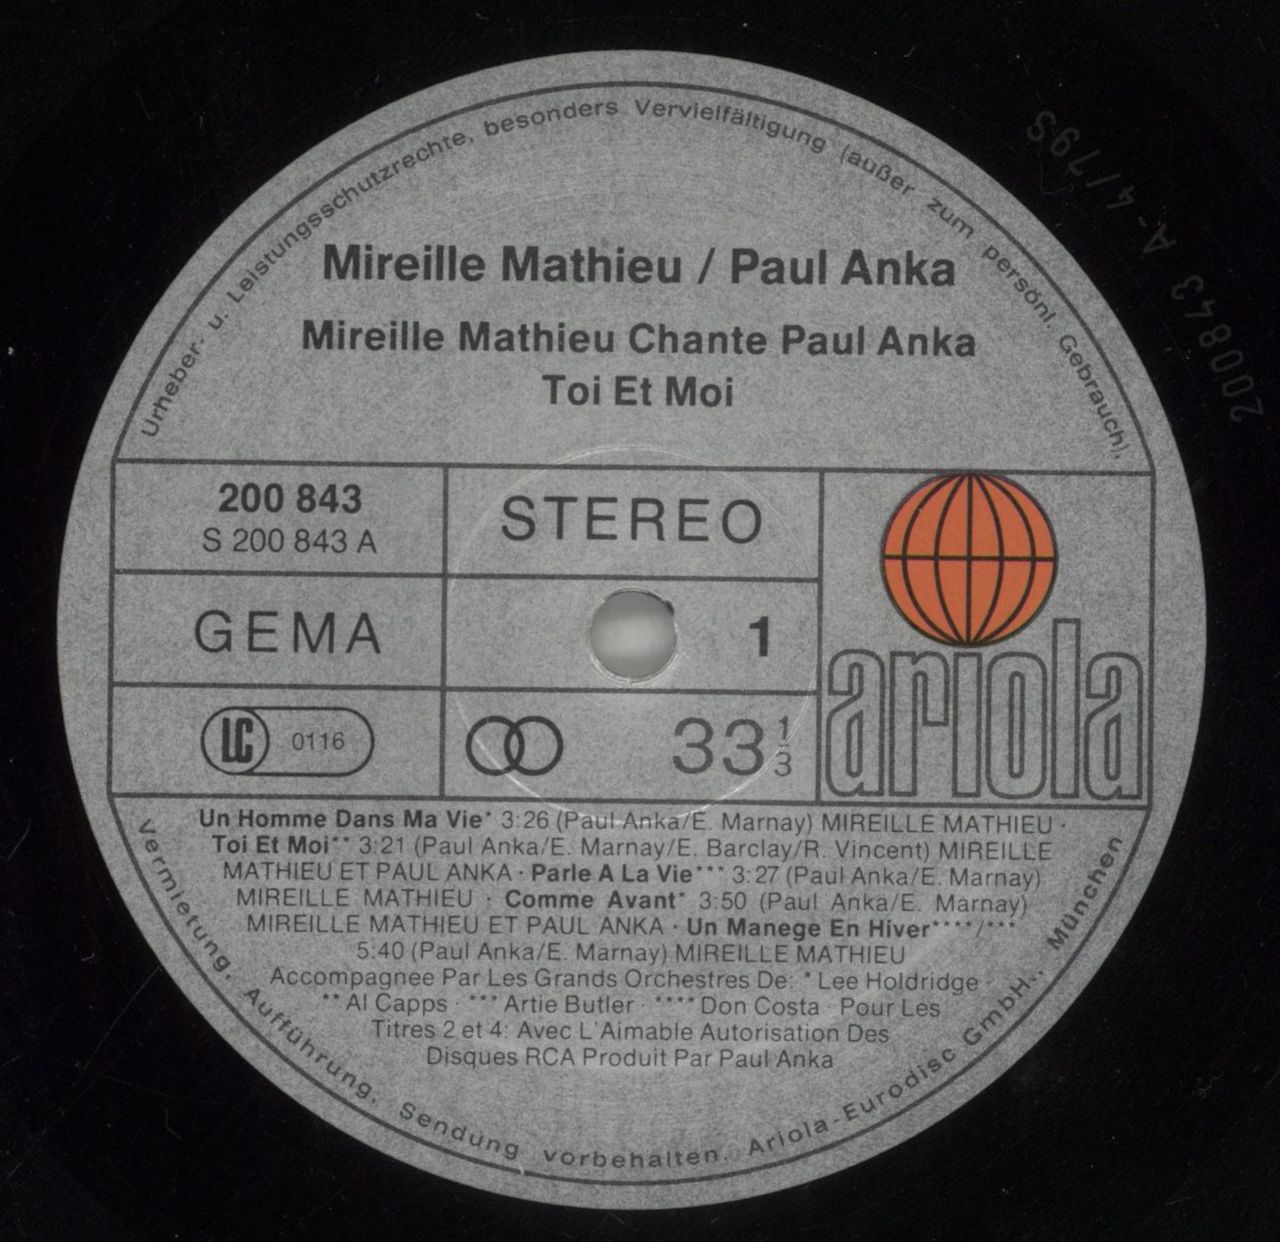 Urheber- u. Leistungsschutzrechte, besonders Vervielfältigung (außer zum persönl. Gebrauch),
Mireille Mathieu / Paul Anka
Mireille Mathieu Chante Paul Anka
Toi Et Moi
200 843
S 200 843 A
STEREO
GEMA
1
LC 0116
33 1/3
ariola
Un Homme Dans Ma Vie* 3:26 (Paul Anka/E. Marnay) MIREILLE MATHIEU ·
Toi Et Moi** 3:21 (Paul Anka/E. Marnay/E. Barclay/R. Vincent) MIREILLE
MATHIEU ET PAUL ANKA · Parle A La Vie*** 3:27 (Paul Anka/E. Marnay)
MIREILLE MATHIEU · Comme Avant* 3:50 (Paul Anka/E. Marnay)
MIREILLE MATHIEU ET PAUL ANKA · Un Manege En Hiver****/***
5:40 (Paul Anka/E. Marnay) MIREILLE MATHIEU
Accompagnee Par Les Grands Orchestres De: * Lee Holdridge ·
** Al Capps · *** Artie Butler · **** Don Costa · Pour Les
Titres 2 et 4: Avec L'Aimable Autorisation Des
Disques RCA Produit Par Paul Anka
Vermietung, Aufführung, Sendung vorbehalten. Ariola-Eurodisc GmbH., München
200843 A-4/79S